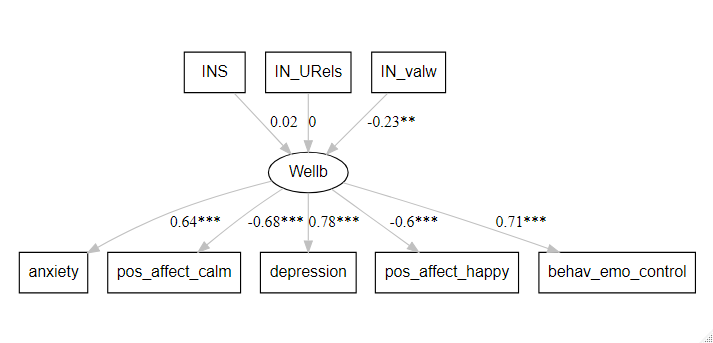 INS IN_URels IN_valw
0.02 0 -0.23**
Wellb
0.64*** -0.68*** 0.78*** -0.6*** 0.71***
anxiety pos_affect_calm depression pos_affect_happy behav_emo_control